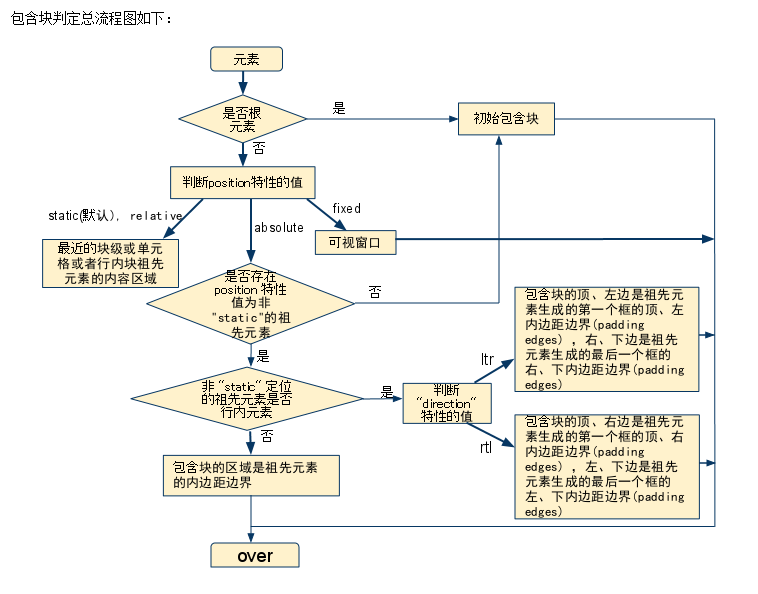 包含块判定总流程图如下：
元素
是否根
元素
是
初始包含块
否
判断position特性的值
static(默认), relative
absolute
fixed
最近的块级或单元
格或者行内块祖先
元素的内容区域
可视窗口
是否存在
position 特性
值为非
"static"的祖
先元素
否
是
包含块的顶、左边是祖先元
素生成的第一个框的顶、左
内边距边界(padding
edges) ，右、下边是祖先
元素生成的最后一个框的
右、下内边距边界(padding
edges)
ltr
非 “static“ 定位
的祖先元素是否
行内元素
是
判断
“direction“
特性的值
rtl
包含块的顶、右边是祖先元
素生成的第一个框的顶、右
内边距边界(padding
edges) ，左、下边是祖先
元素生成的最后一个框的
左、下内边距边界(padding
edges)
否
包含块的区域是祖先元素
的内边距边界
over